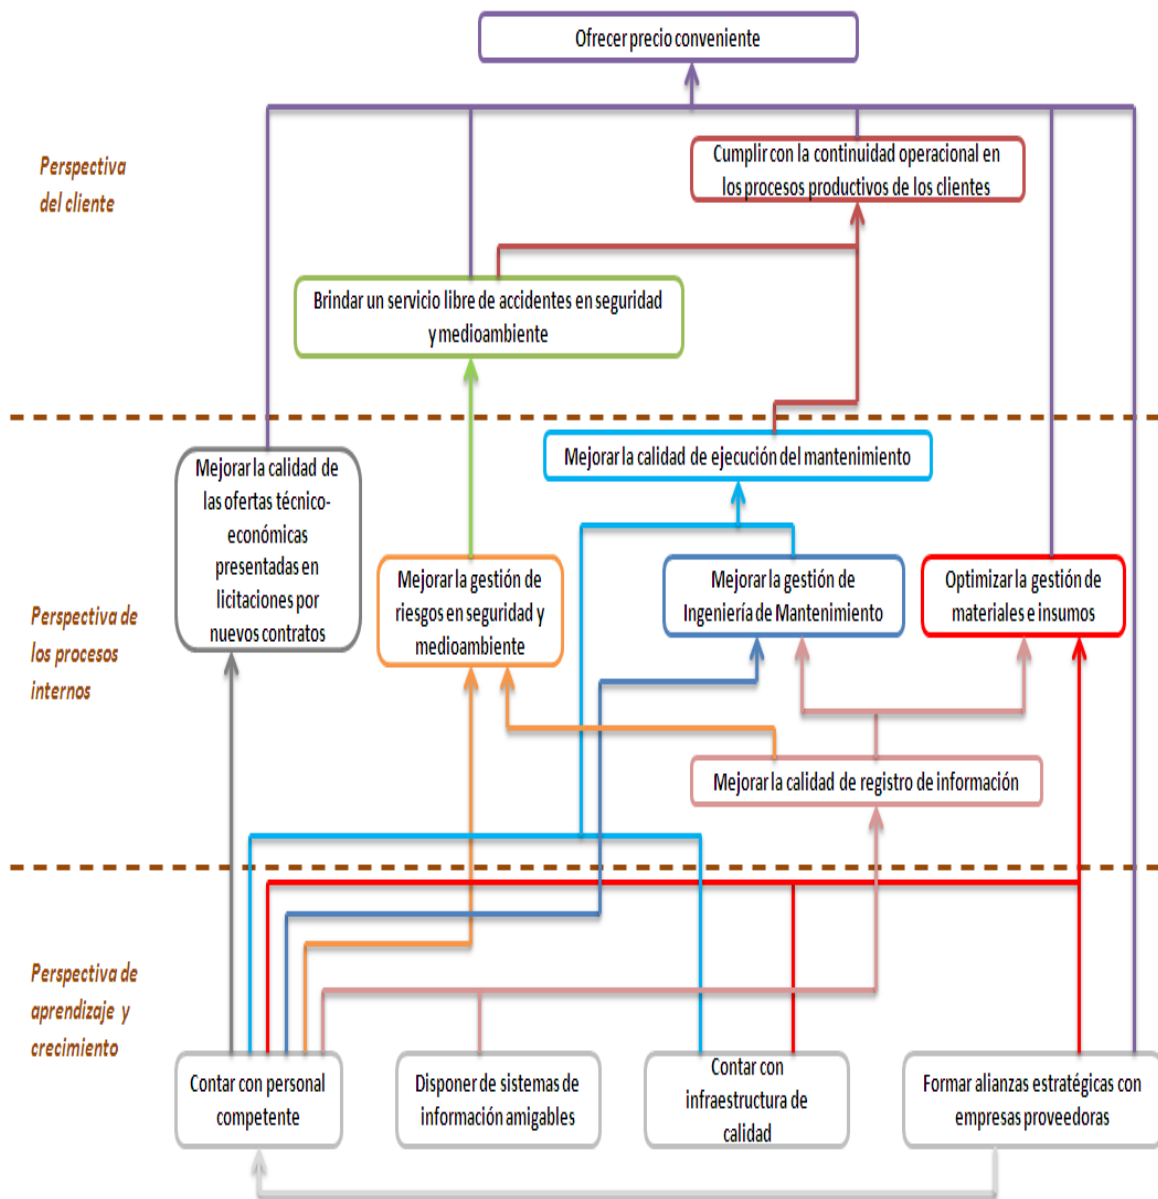 Ofrecer precio conveniente
Perspectiva
del cliente
Cumplir con la continuidad operacional en
los procesos productivos de los clientes
Brindar un servicio libre de accidentes en seguridad
y medioambiente
Mejorar la calidad de
las ofertas técnico-
económicas
presentadas en
licitaciones por
nuevos contratos
Mejorar la calidad de ejecución del mantenimiento
Perspectiva de
los procesos
internos
Mejorar la gestión de
riesgos en seguridad y
medioambiente
Mejorar la gestión de
Ingeniería de Mantenimiento
Optimizar la gestión de
materiales e insumos
Mejorar la calidad de registro de información
Perspectiva de
aprendizaje y
crecimiento
Contar con personal
competente
Disponer de sistemas de
información amigables
Contar con
infraestructura de
calidad
Formar alianzas estratégicas con
empresas proveedoras